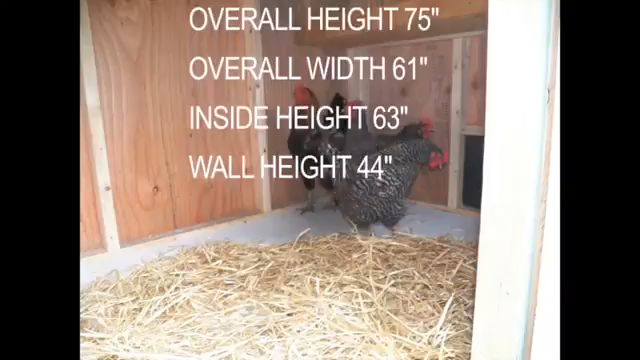 OVERALL HEIGHT 75"
OVERALL WIDTH 61"
INSIDE HEIGHT 63"
WALL HEIGHT 44"